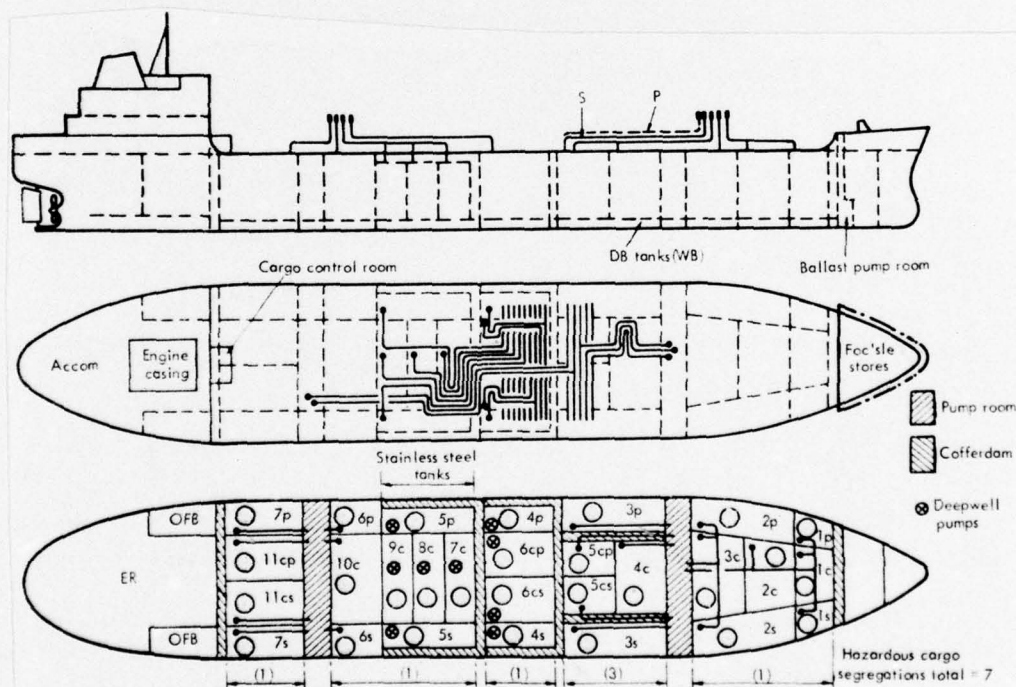 S
P
DB tanks(WB)
Ballast pump room
Cargo control room
Accom
Engine
casing
Foc'sle
stores
Pump room
Cofferdam
Stainless steel
tanks
Deepwell
pumps
OFB
7p
6p
5p
4p
3p
2p
1p
11cp
10c
9c
8c
7c
6cp
5cp
4c
3c
1c
ER
11cs
6cs
5cs
2c
OFB
7s
6s
5s
4s
3s
2s
1s
Hazardous cargo
segregations total = 7
(1)
(1)
(1)
(3)
(1)